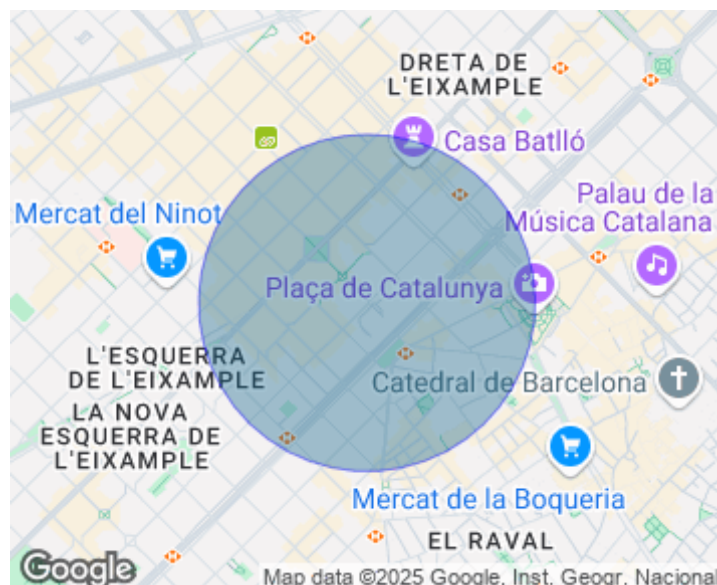 DRETA DE
L'EIXAMPLE
Casa Batlló
Mercat del Ninot
Palau de la
Música Catalana
Plaça de Catalunya
L'ESQUERRA
DE L'EIXAMPLE
Catedral de Barcelona
LA NOVA
ESQUERRA DE
L'EIXAMPLE
Mercat de la Boqueria
EL RAVAL
Google
Map data ©2025 Google, Inst. Geogr. Nacional